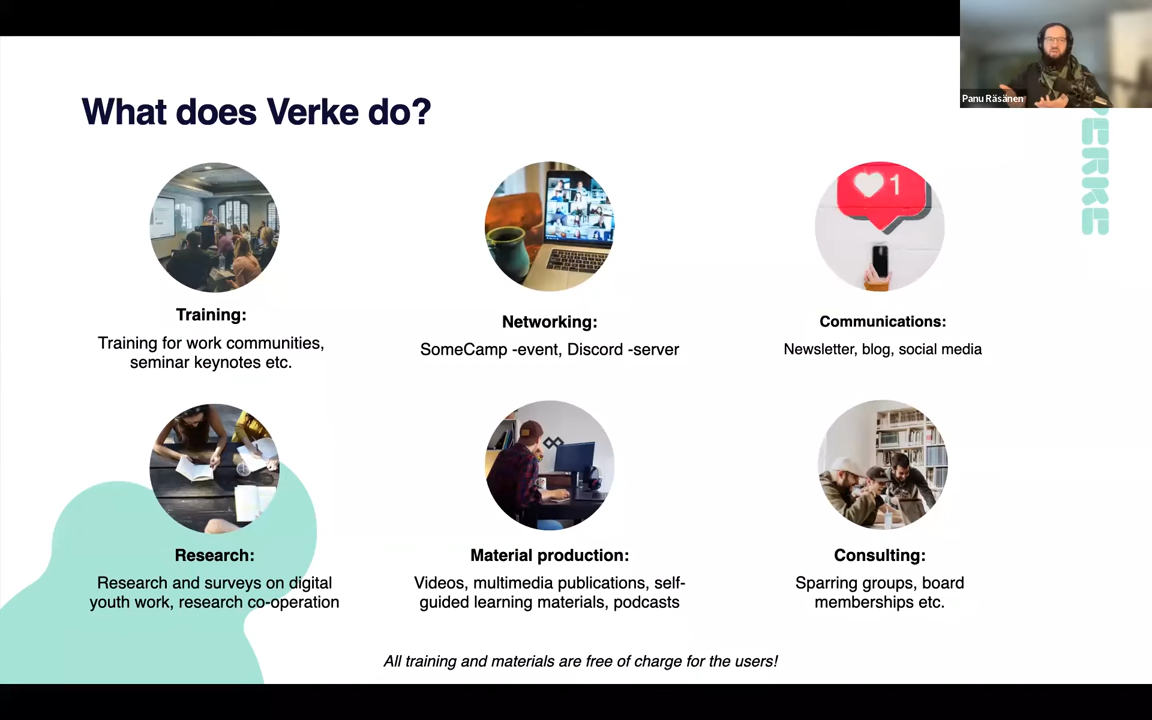 What does Verke do?
Panu Räsänen
VERKE
1
Training:
Training for work communities,
seminar keynotes etc.
Networking:
SomeCamp -event, Discord -server
Communications:
Newsletter, blog, social media
Research:
Research and surveys on digital
youth work, research co-operation
Material production:
Videos, multimedia publications, self-
guided learning materials, podcasts
Consulting:
Sparring groups, board
memberships etc.
All training and materials are free of charge for the users!